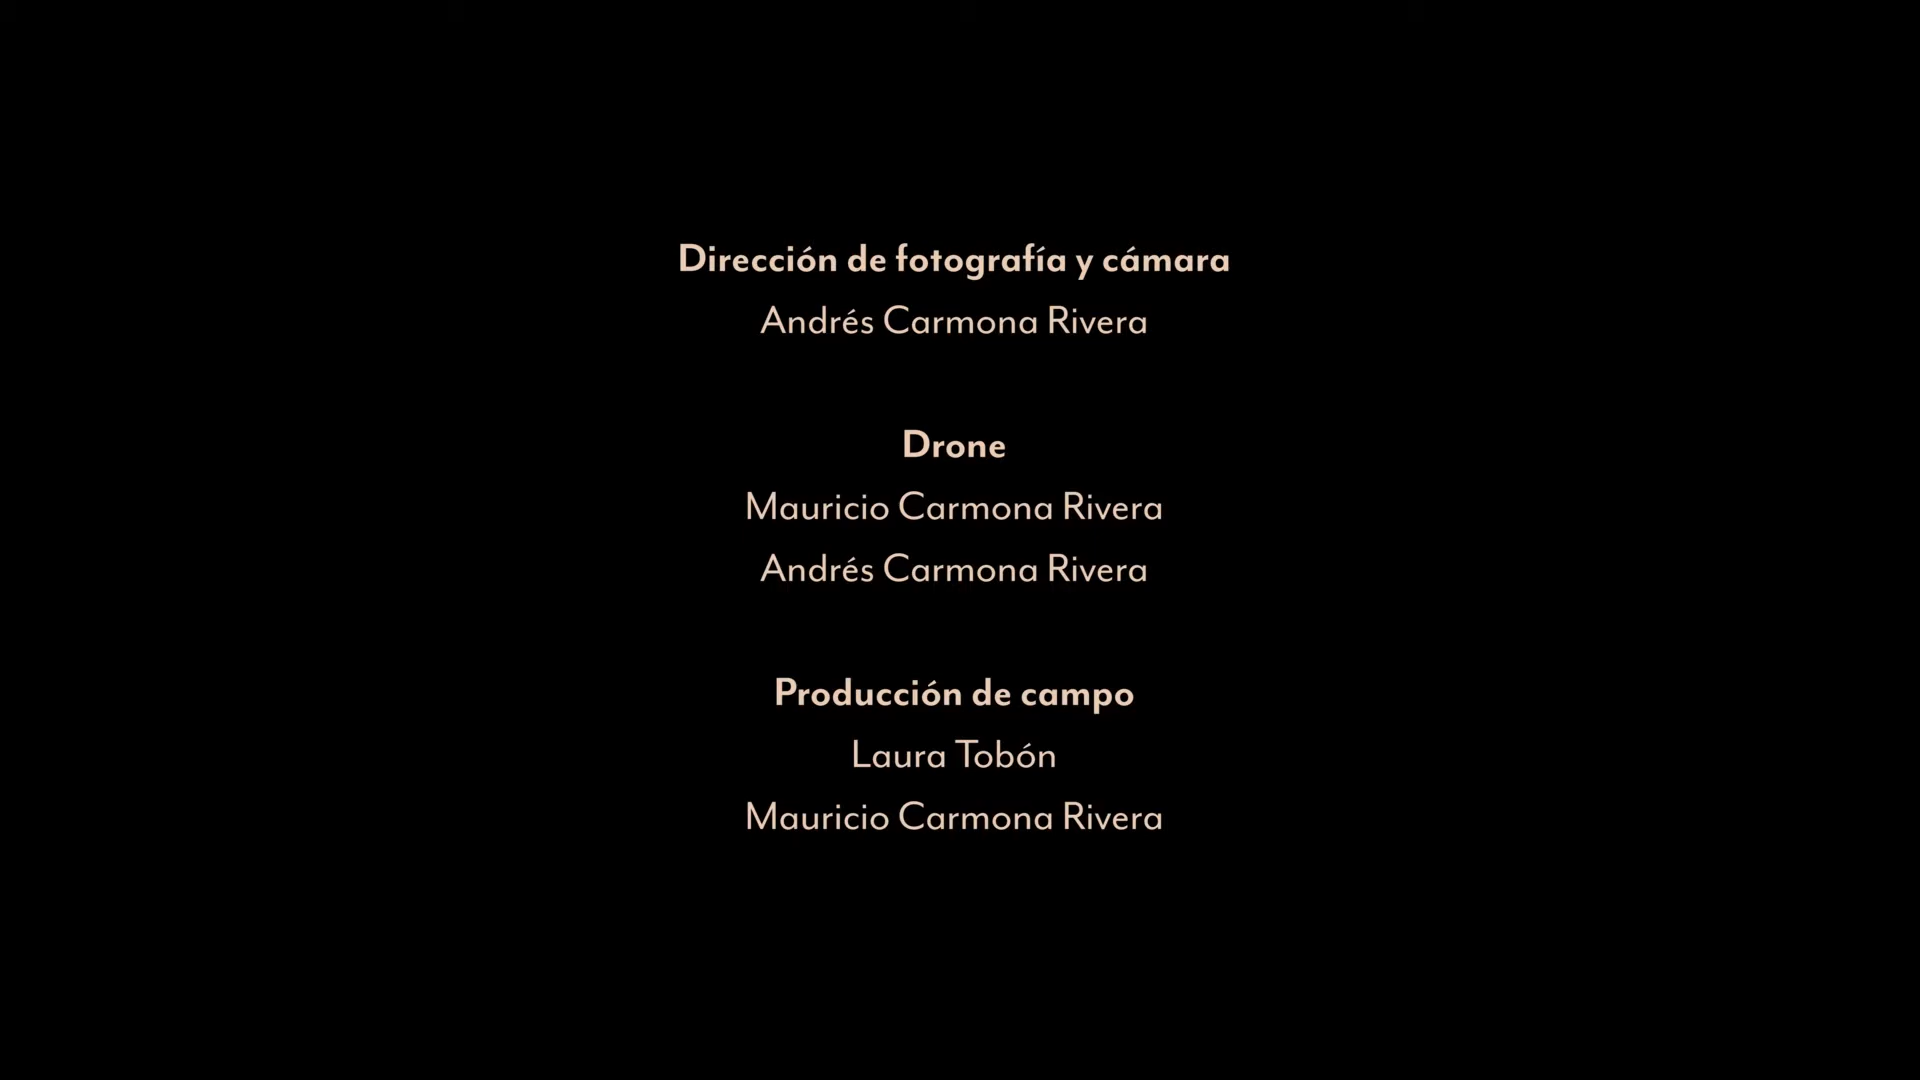 Dirección de fotografía y cámara
Andrés Carmona Rivera
Drone
Mauricio Carmona Rivera
Andrés Carmona Rivera
Producción de campo
Laura Tobón
Mauricio Carmona Rivera